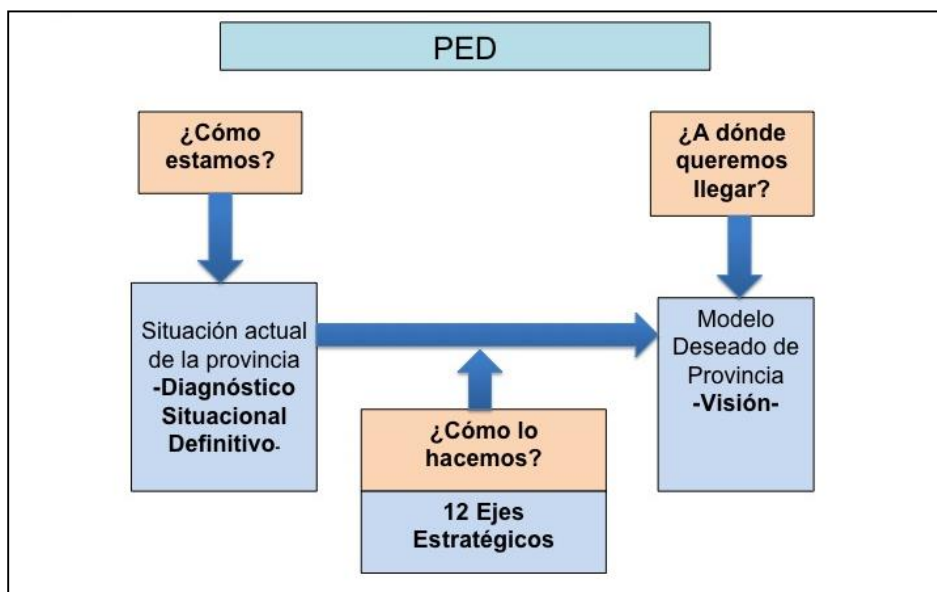 PED
¿Cómo
estamos?
¿A dónde
queremos
llegar?
Situación actual
de la provincia
-Diagnóstico
Situacional
Definitivo-
Modelo
Deseado de
Provincia
-Visión-
¿Cómo lo
hacemos?
12 Ejes
Estratégicos